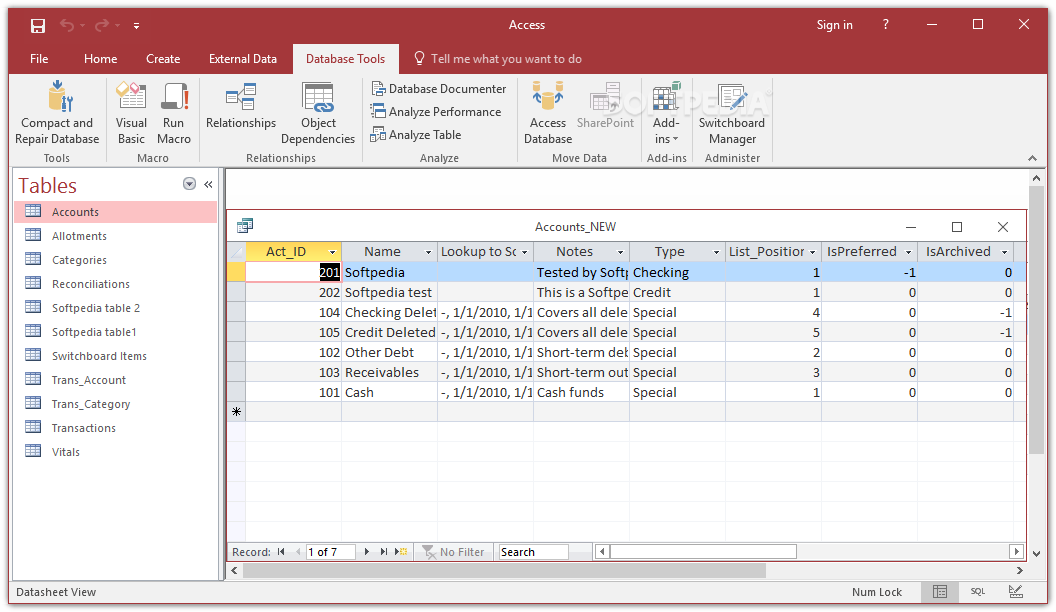 Access
Sign in
?
File Home Create External Data Database Tools Tell me what you want to do
Compact and Repair Database
Visual Basic
Run Macro
Relationships
Object Dependencies
Database Documenter
Analyze Performance
Analyze Table
Access Database
SharePoint
Add-ins
Switchboard Manager
SOFTPEDIA
Tools Macro Relationships Analyze Move Data Add-ins Administer
Tables
Accounts
Allotments
Categories
Reconciliations
Softpedia table 2
Softpedia table1
Switchboard Items
Trans_Account
Trans_Category
Transactions
Vitals
Accounts_NEW
Act_ID Name Lookup to Sc Notes Type List_Position IsPreferred IsArchived
201 Softpedia Tested by Softp Checking 1 -1 0
202 Softpedia test This is a Softpe Credit 1 0 0
104 Checking Delet -, 1/1/2010, 1/1 Covers all dele Special 4 0 -1
105 Credit Deleted -, 1/1/2010, 1/1 Covers all dele Special 5 0 -1
102 Other Debt -, 1/1/2010, 1/1 Short-term deb Special 2 0 0
103 Receivables -, 1/1/2010, 1/1 Short-term out Special 3 0 0
101 Cash -, 1/1/2010, 1/1 Cash funds Special 1 0 0
Record: 1 of 7 No Filter Search
Datasheet View Num Lock SQL